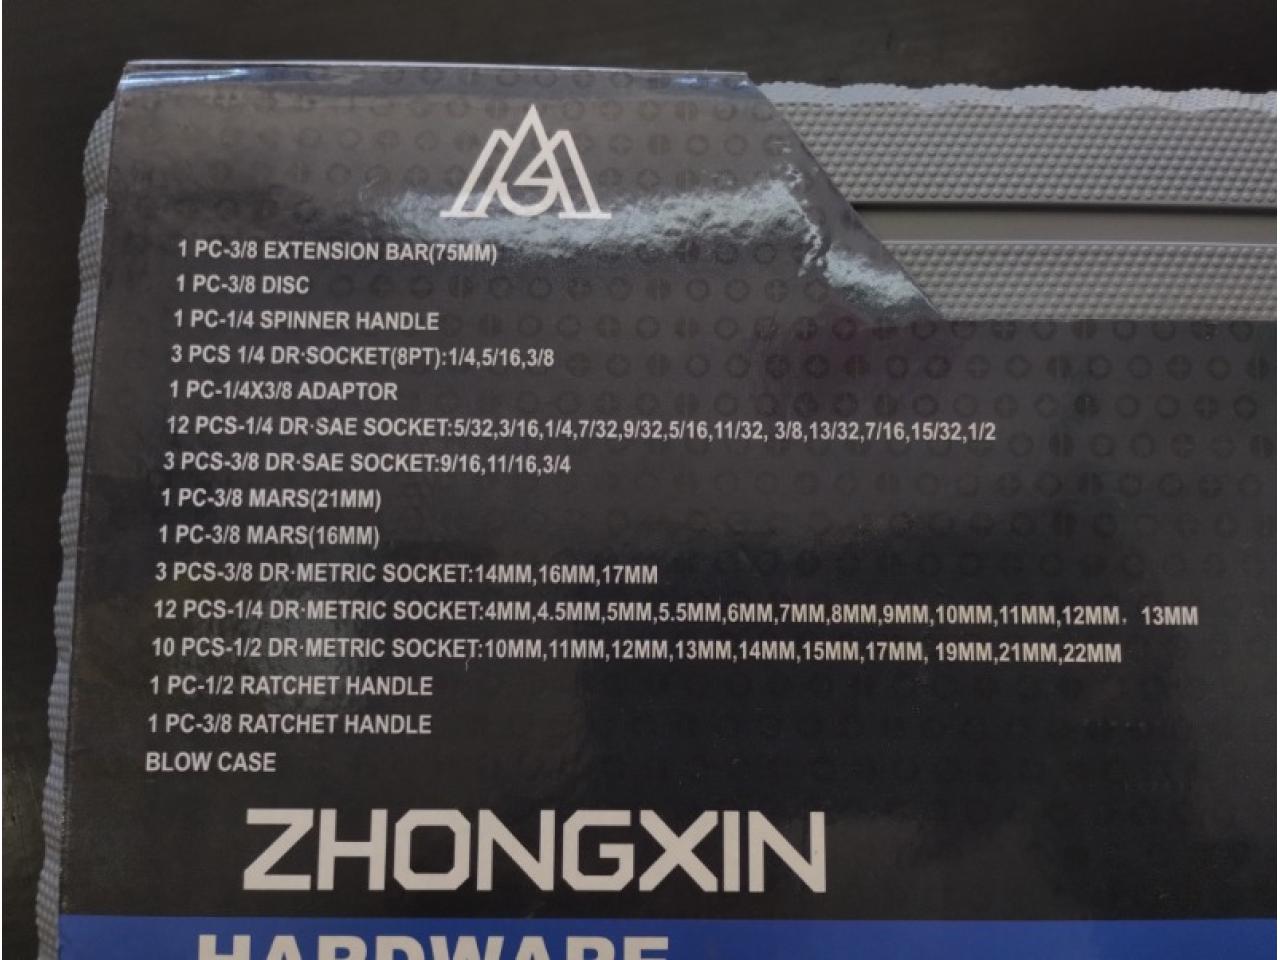 1 PC-3/8 EXTENSION BAR(75MM)
1 PC-3/8 DISC
1 PC-1/4 SPINNER HANDLE
3 PCS 1/4 DR·SOCKET(8PT):1/4,5/16,3/8
1 PC-1/4X3/8 ADAPTOR
12 PCS-1/4 DR·SAE SOCKET:5/32,3/16,1/4,7/32,9/32,5/16,11/32, 3/8,13/32,7/16,15/32,1/2
3 PCS-3/8 DR·SAE SOCKET:9/16,11/16,3/4
1 PC-3/8 MARS(21MM)
1 PC-3/8 MARS(16MM)
3 PCS-3/8 DR·METRIC SOCKET:14MM,16MM,17MM
12 PCS-1/4 DR·METRIC SOCKET:4MM,4.5MM,5MM,5.5MM,6MM,7MM,8MM,9MM,10MM,11MM,12MM，13MM
10 PCS-1/2 DR·METRIC SOCKET:10MM,11MM,12MM,13MM,14MM,15MM,17MM, 19MM,21MM,22MM
1 PC-1/2 RATCHET HANDLE
1 PC-3/8 RATCHET HANDLE
BLOW CASE
ZHONGXIN
HARDWARE